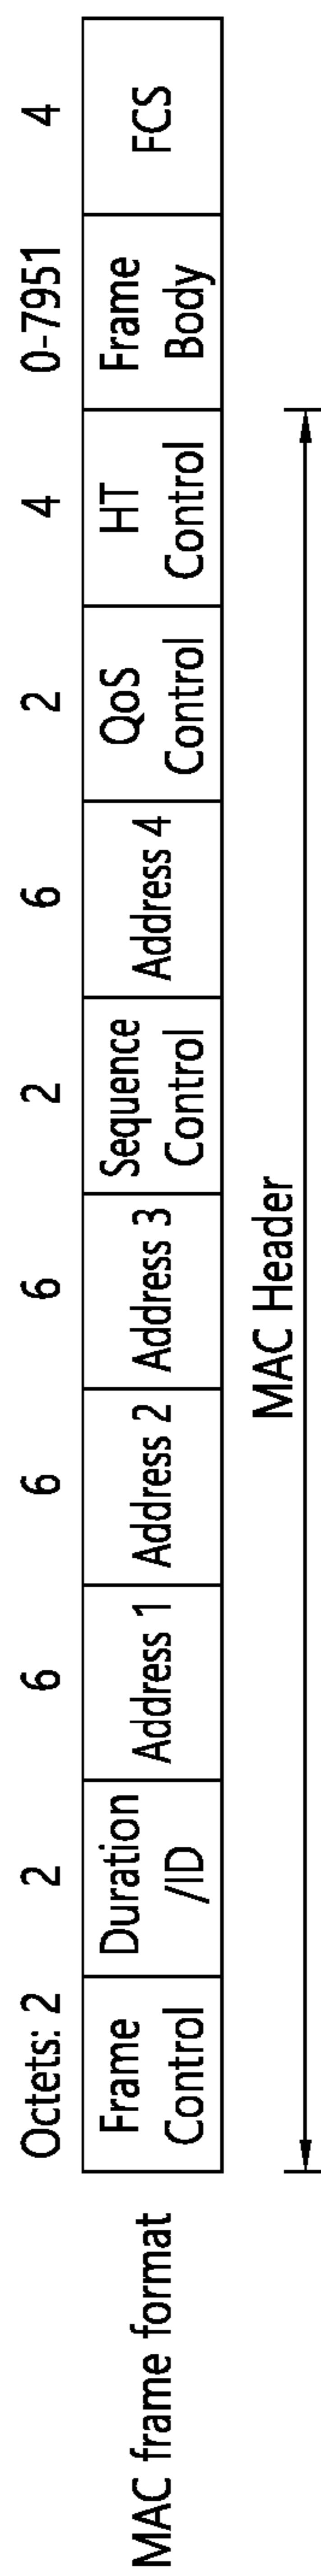 Octets: 2 2 6 6 6 2 6 2 4 0-7951 4
MAC frame format
Frame
Control
Duration
/ID
Address 1
Address 2
Address 3
Sequence
Control
Address 4
QoS
Control
HT
Control
Frame
Body
FCS
MAC Header